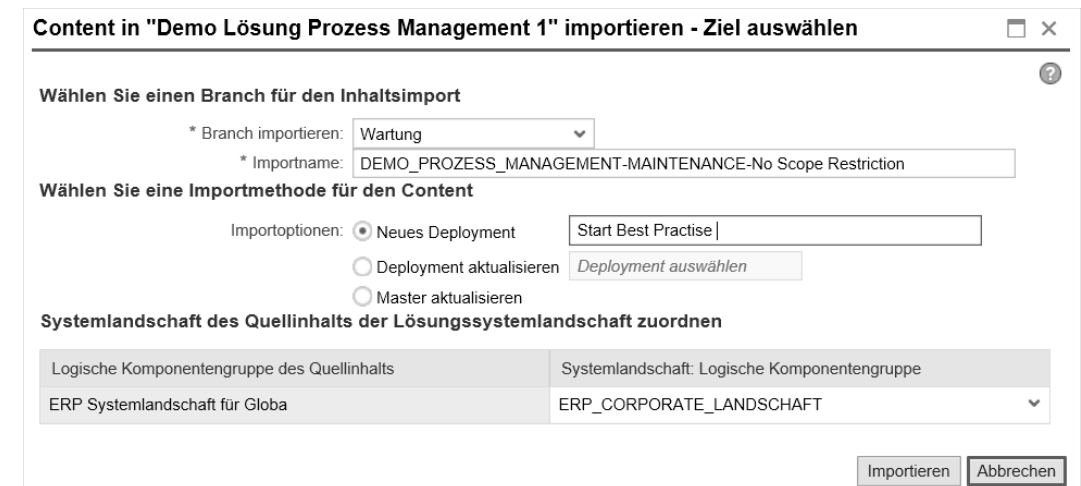 Content in "Demo Lösung Prozess Management 1" importieren - Ziel auswählen
Wählen Sie einen Branch für den Inhaltsimport
* Branch importieren: Wartung
* Importname: DEMO_PROZESS_MANAGEMENT-MAINTENANCE-No Scope Restriction
Wählen Sie eine Importmethode für den Content
Importoptionen: Neues Deployment Start Best Practise
Deployment aktualisieren Deployment auswählen
Master aktualisieren
Systemlandschaft des Quellinhalts der Lösungssystemlandschaft zuordnen
Logische Komponentengruppe des Quellinhalts Systemlandschaft: Logische Komponentengruppe
ERP Systemlandschaft für Globa ERP_CORPORATE_LANDSCHAFT
Importieren Abbrechen